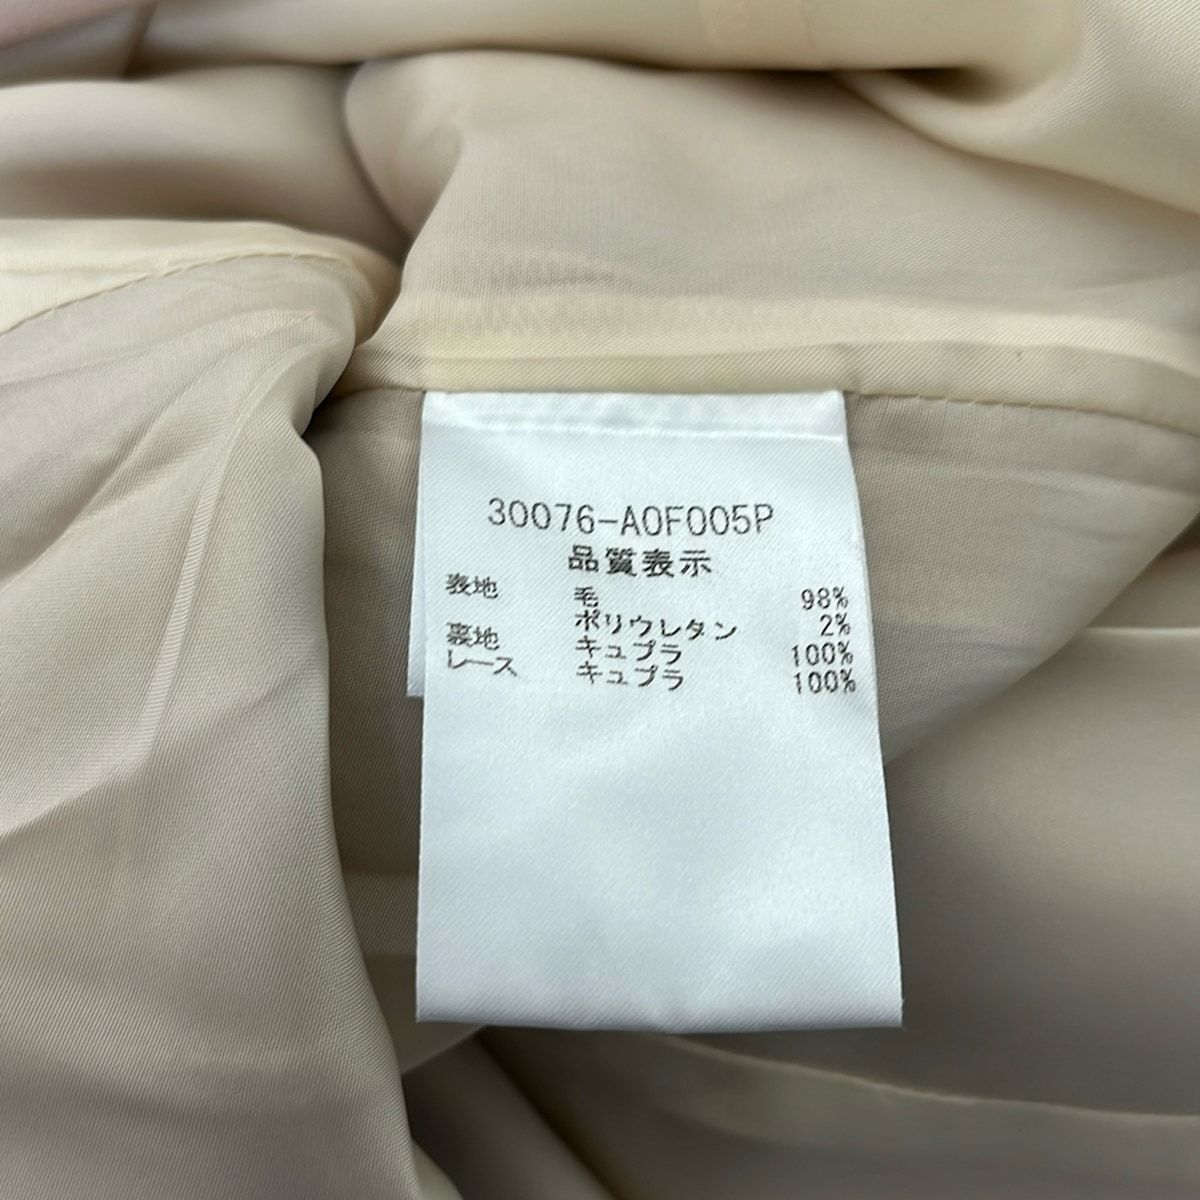 30076-A0F005P
品質表示
表地 毛 98%
ポリウレタン 2%
裏地 キュプラ 100%
レース キュプラ 100%